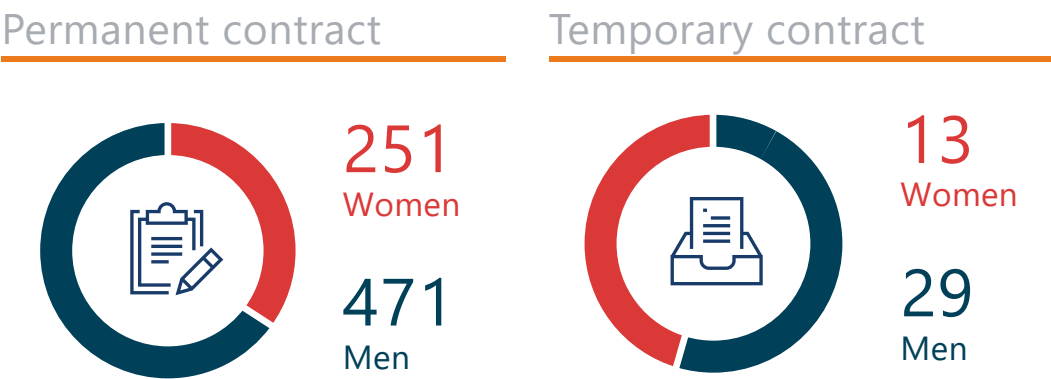 Permanent contract
251
Women
471
Men
Temporary contract
13
Women
29
Men